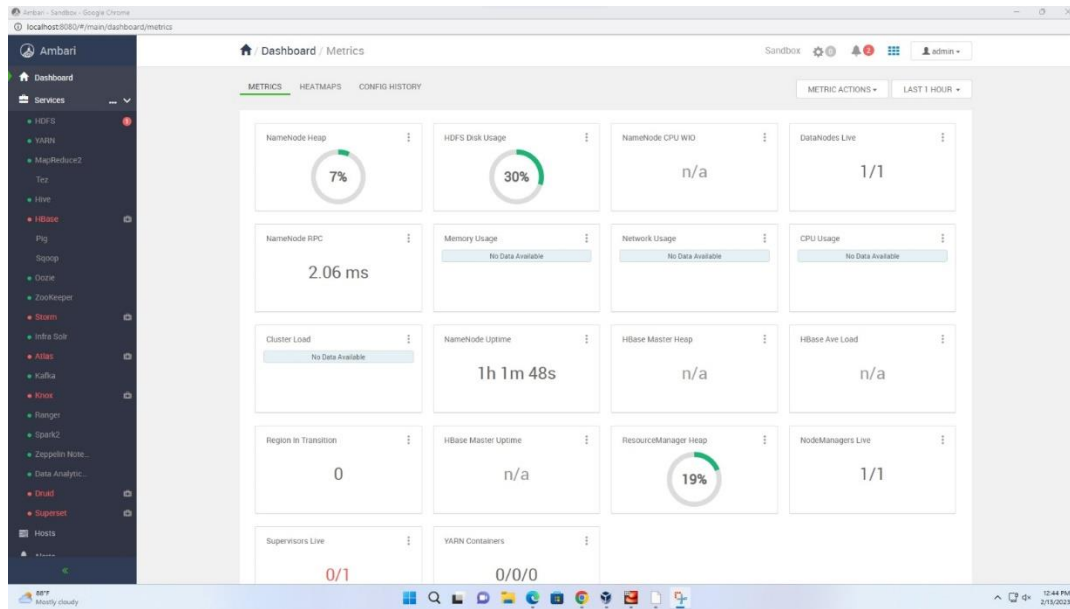 Ambari - Sandbox - Google Chrome
localhost:8080/#/main/dashboard/metrics
Ambari
Dashboard / Metrics
Sandbox
0
2
admin
Dashboard
Services
...
HDFS
1
YARN
MapReduce2
Tez
Hive
HBase
Pig
Sqoop
Oozie
ZooKeeper
Storm
Infra Solr
Atlas
Kafka
Knox
Ranger
Spark2
Zeppelin Note...
Data Analytic...
Druid
Superset
Hosts
Alerts
METRICS
HEATMAPS
CONFIG HISTORY
METRIC ACTIONS
LAST 1 HOUR
NameNode Heap
7%
HDFS Disk Usage
30%
NameNode CPU WIO
n/a
DataNodes Live
1/1
NameNode RPC
2.06 ms
Memory Usage
No Data Available
Network Usage
No Data Available
CPU Usage
No Data Available
Cluster Load
No Data Available
NameNode Uptime
1h 1m 48s
HBase Master Heap
n/a
HBase Ave Load
n/a
Region In Transition
0
HBase Master Uptime
n/a
ResourceManager Heap
19%
NodeManagers Live
1/1
Supervisors Live
0/1
YARN Containers
0/0/0
88°F
Mostly cloudy
12:44 PM